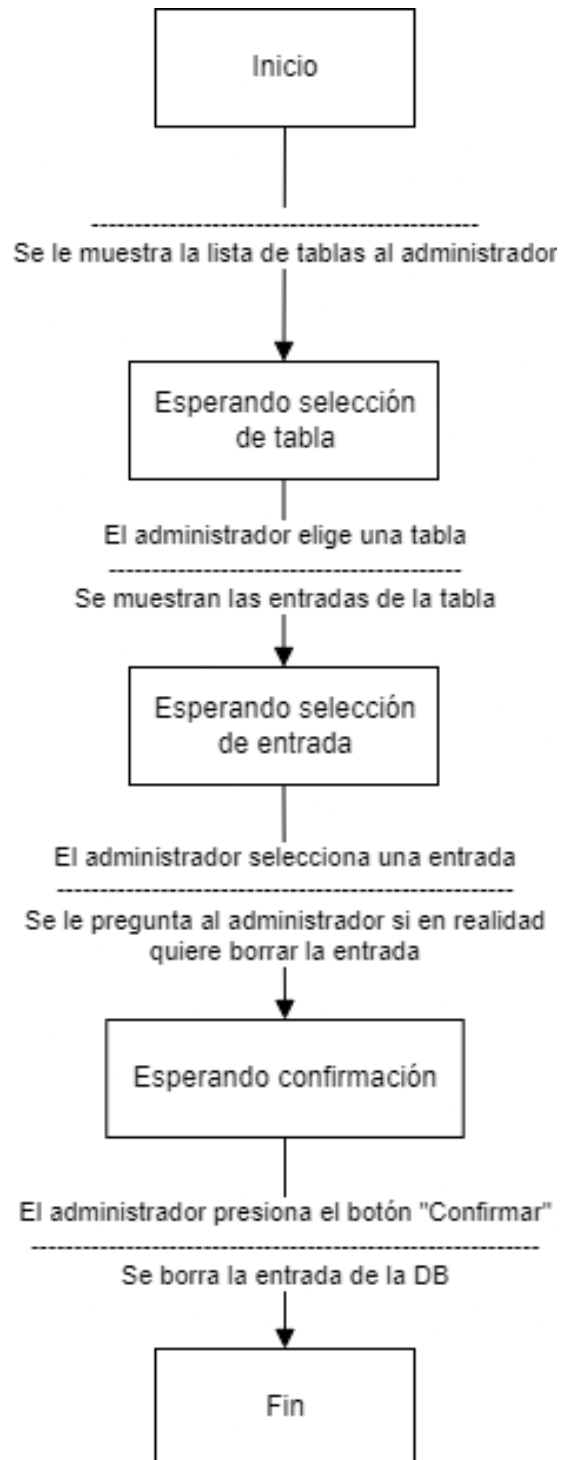 Inicio
Se le muestra la lista de tablas al administrador
Esperando selección
de tabla
El administrador elige una tabla
Se muestran las entradas de la tabla
Esperando selección
de entrada
El administrador selecciona una entrada
Se le pregunta al administrador si en realidad
quiere borrar la entrada
Esperando confirmación
El administrador presiona el botón "Confirmar"
Se borra la entrada de la DB
Fin